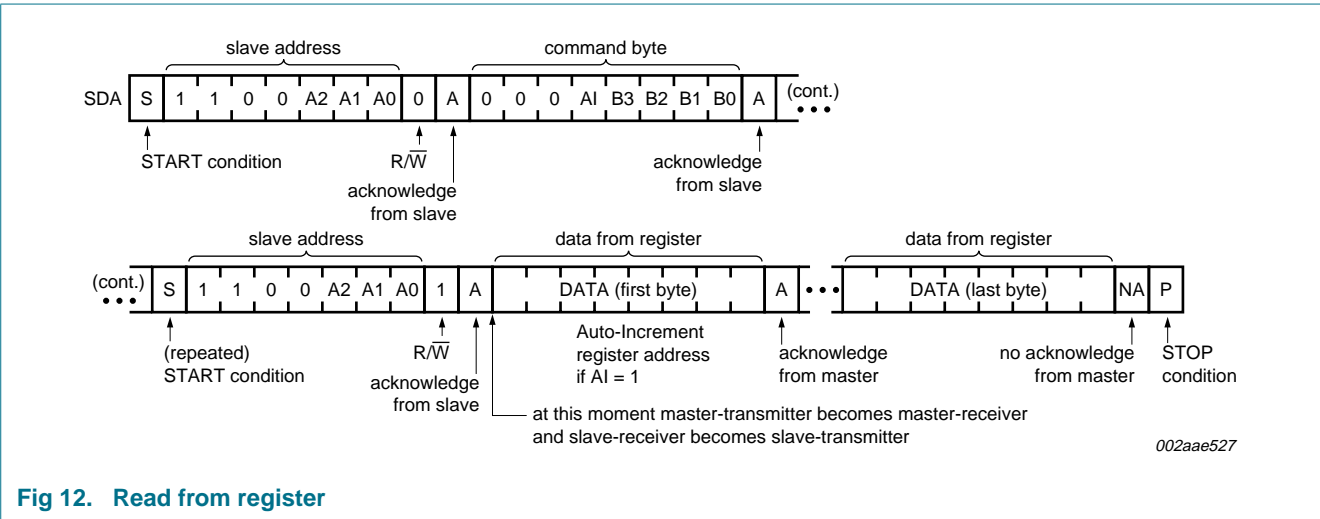 slave address command byte
SDA S 1 1 0 0 A2 A1 A0 0 A 0 0 0 AI B3 B2 B1 B0 A (cont.)
START condition R/W̅ acknowledge
acknowledge from slave
from slave
slave address data from register data from register
(cont.) S 1 1 0 0 A2 A1 A0 1 A DATA (first byte) A DATA (last byte) NA P
(repeated) R/W̅ Auto-Increment acknowledge no acknowledge STOP
START condition acknowledge register address from master from master condition
from slave if AI = 1
at this moment master-transmitter becomes master-receiver
and slave-receiver becomes slave-transmitter
002aae527
Fig 12. Read from register